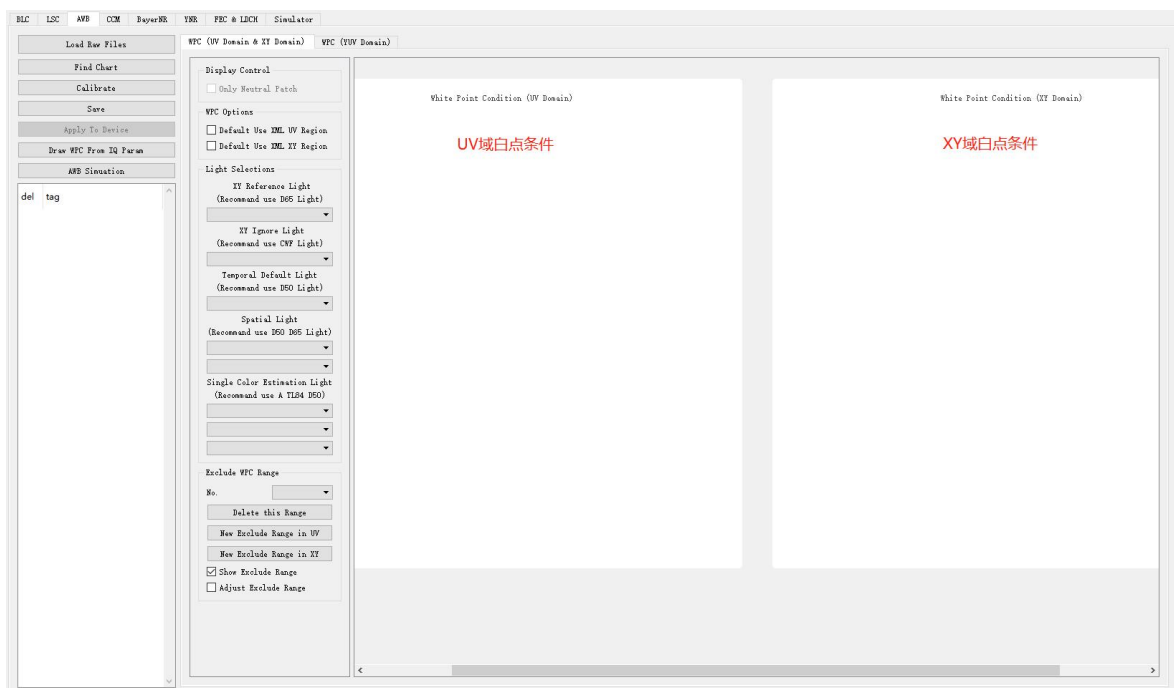 BLC LSC AWB CCM BayerNR YNR FEC & LDCH Simulator
Load Raw Files
Find Chart
Calibrate
Save
Apply To Device
Draw WPC From IQ Param
AWB Simuation
del tag
WPC (UV Domain & XY Domain) WPC (YUV Domain)
Display Control
Only Neutral Patch
WPC Options
Default Use XML UV Region
Default Use XML XY Region
Light Selections
XY Reference Light
(Recommand use D65 Light)
XY Ignore Light
(Recommand use CWF Light)
Temporal Default Light
(Recommand use D50 Light)
Spatial Light
(Recommand use D50 D65 Light)
Single Color Estimation Light
(Recommand use A TL84 D50)
Exclude WPC Range
No.
Delete this Range
New Exclude Range in UV
New Exclude Range in XY
Show Exclude Range
Adjust Exclude Range
White Point Condition (UV Domain)
UV域白点条件
White Point Condition (XY Domain)
XY域白点条件